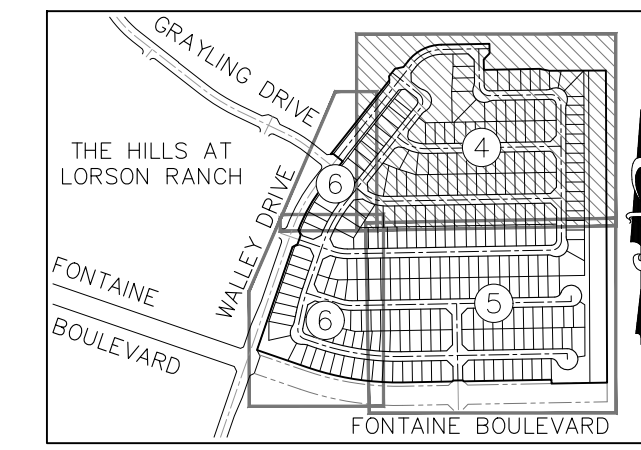 GRAYLING DRIVE
THE HILLS AT
LORSON RANCH
4
6
WALLEY DRIVE
FONTAINE
BOULEVARD
5
6
FONTAINE BOULEVARD